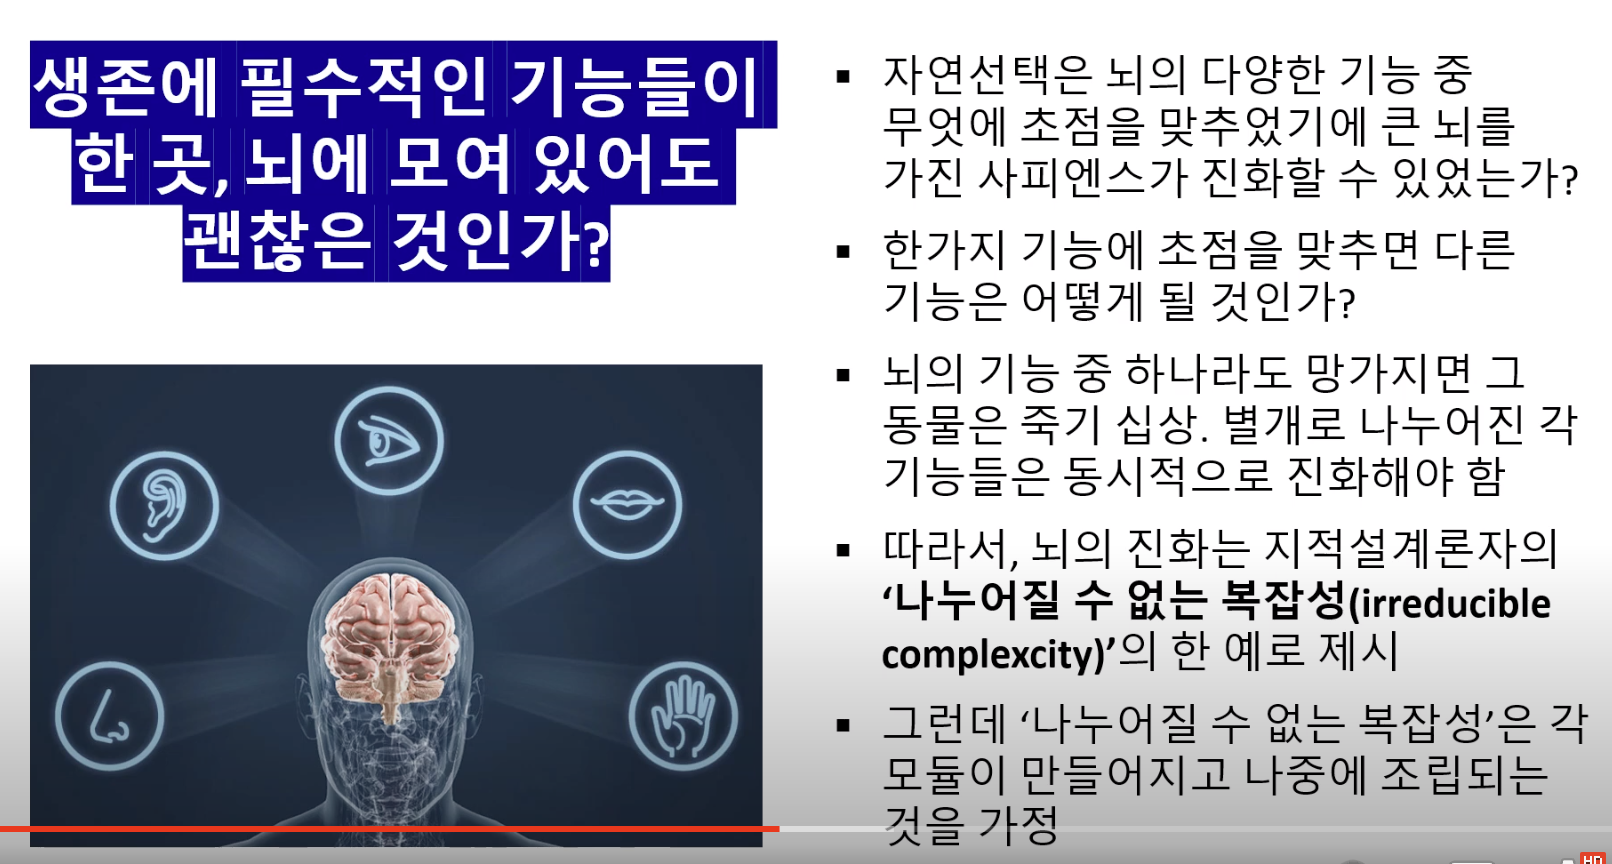 생존에 필수적인 기능들이
한 곳, 뇌에 모여 있어도
괜찮은 것인가?
▪ 자연선택은 뇌의 다양한 기능 중
무엇에 초점을 맞추었기에 큰 뇌를
가진 사피엔스가 진화할 수 있었는가?
▪ 한가지 기능에 초점을 맞추면 다른
기능은 어떻게 될 것인가?
▪ 뇌의 기능 중 하나라도 망가지면 그
동물은 죽기 십상. 별개로 나누어진 각
기능들은 동시적으로 진화해야 함
▪ 따라서, 뇌의 진화는 지적설계론자의
‘나누어질 수 없는 복잡성(irreducible
complexcity)’의 한 예로 제시
▪ 그런데 ‘나누어질 수 없는 복잡성’은 각
모듈이 만들어지고 나중에 조립되는
것을 가정
HD